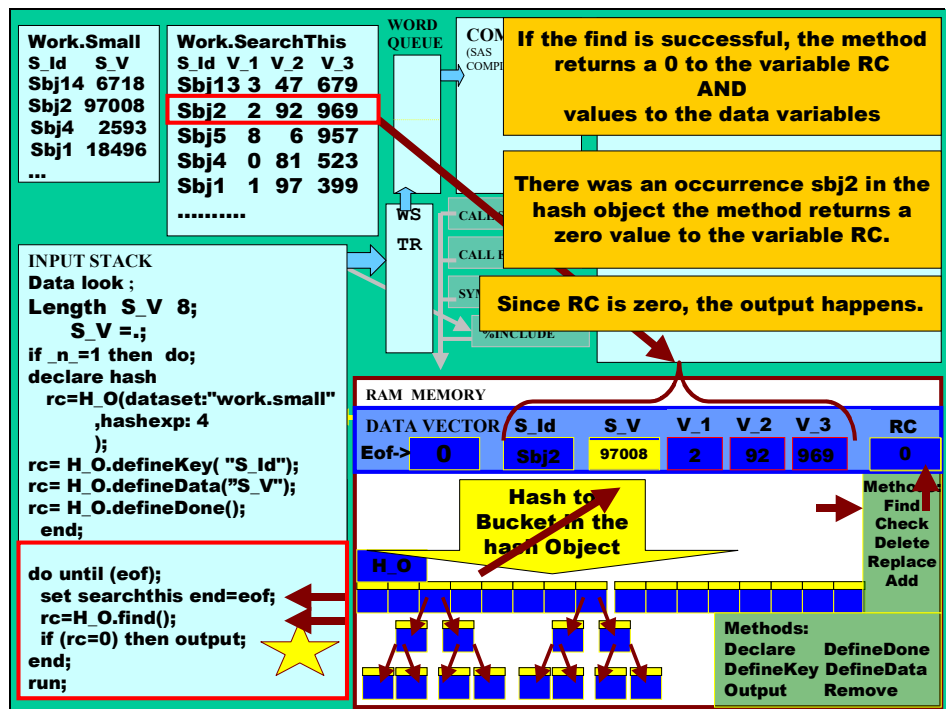 Work.Small
S_Id S_V
Sbj14 6718
Sbj2 97008
Sbj4 2593
Sbj1 18496
...
Work.SearchThis
S_Id V_1 V_2 V_3
Sbj13 3 47 679
Sbj2 2 92 969
Sbj5 8 6 957
Sbj4 0 81 523
Sbj1 1 97 399
..........
WORD
QUEUE
COM
(SAS
COMPI
If the find is successful, the method
returns a 0 to the variable RC
AND
values to the data variables
There was an occurrence sbj2 in the
hash object the method returns a
zero value to the variable RC.
Since RC is zero, the output happens.
WS
TR
CALL
CALL
SYM
%INCLUDE
INPUT STACK
Data look ;
Length S_V 8;
S_V =.;
if _n_=1 then do;
declare hash
rc=H_O(dataset:"work.small"
,hashexp: 4
);
rc= H_O.defineKey( "S_Id");
rc= H_O.defineData(”S_V");
rc= H_O.defineDone();
end;
do until (eof);
set searchthis end=eof;
rc=H_O.find();
if (rc=0) then output;
end;
run;
RAM MEMORY
DATA VECTOR S_Id S_V V_1 V_2 V_3 RC
Eof-> 0 Sbj2 97008 2 92 969 0
Hash to
Bucket in the
hash Object
H_O
Methods:
Find
Check
Delete
Replace
Add
Methods:
Declare DefineDone
DefineKey DefineData
Output Remove